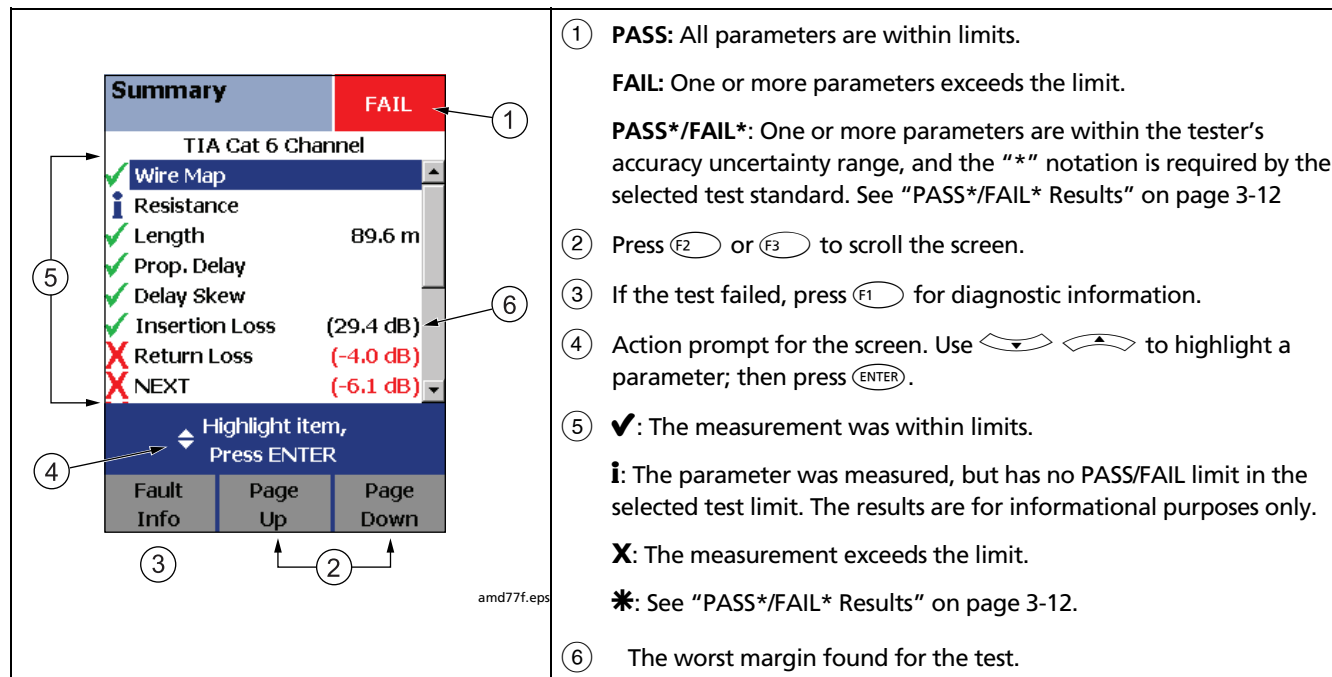 Summary
FAIL
TIA Cat 6 Channel
✓ Wire Map
i Resistance
✓ Length 89.6 m
✓ Prop. Delay
✓ Delay Skew
✓ Insertion Loss (29.4 dB)
X Return Loss (-4.0 dB)
X NEXT (-6.1 dB)
Highlight item,
Press ENTER
Fault
Info
Page
Up
Page
Down
1
5
6
4
3
2
amd77f.eps
1 PASS: All parameters are within limits.
FAIL: One or more parameters exceeds the limit.
PASS*/FAIL*: One or more parameters are within the tester's
accuracy uncertainty range, and the "*" notation is required by the
selected test standard. See "PASS*/FAIL* Results" on page 3-12
2 Press F2 or F3 to scroll the screen.
3 If the test failed, press F1 for diagnostic information.
4 Action prompt for the screen. Use to highlight a
parameter; then press ENTER.
5 ✔: The measurement was within limits.
i: The parameter was measured, but has no PASS/FAIL limit in the
selected test limit. The results are for informational purposes only.
X: The measurement exceeds the limit.
✱: See "PASS*/FAIL* Results" on page 3-12.
6 The worst margin found for the test.